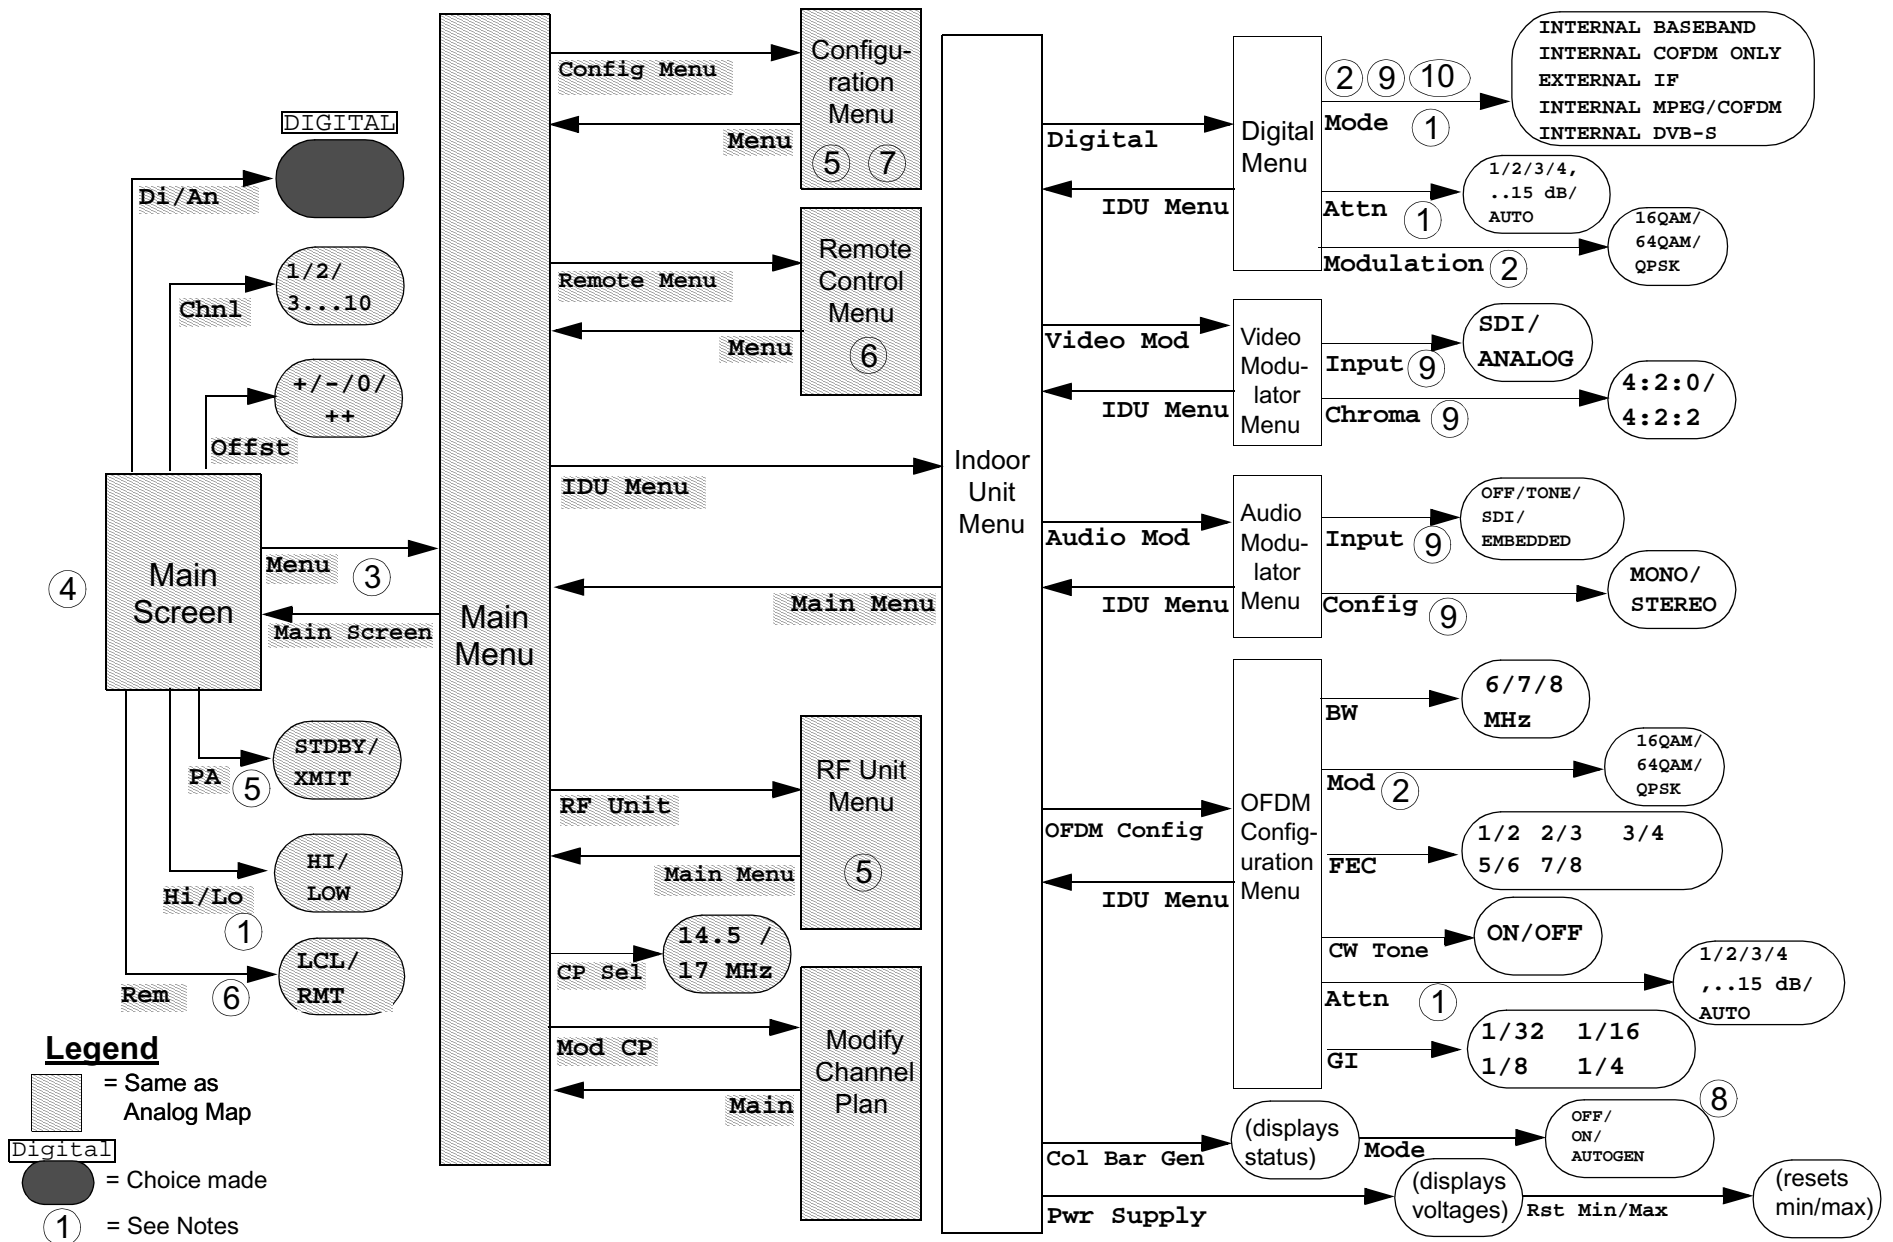 DIGITAL
Di/An
1/2/
3...10
Chnl
+/-/0/
++
Offst
4
Main
Screen
Menu
3
Main Screen
PA
5
STDBY/
XMIT
Hi/Lo
1
HI/
LOW
Rem
6
LCL/
RMT
Legend
= Same as
Analog Map
Digital
= Choice made
1
= See Notes
Main
Menu
Config Menu
Menu
Configu-
ration
Menu
5 7
Remote Menu
Menu
Remote
Control
Menu
6
IDU Menu
Main Menu
RF Unit
Main Menu
RF Unit
Menu
5
CP Sel
14.5 /
17 MHz
Mod CP
Main
Modify
Channel
Plan
Indoor
Unit
Menu
Digital
IDU Menu
Digital
Menu
2 9 10
Mode
1
INTERNAL BASEBAND
INTERNAL COFDM ONLY
EXTERNAL IF
INTERNAL MPEG/COFDM
INTERNAL DVB-S
Attn
1
1/2/3/4,
..15 dB/
AUTO
Modulation
2
16QAM/
64QAM/
QPSK
Video Mod
IDU Menu
Video
Modu-
lator
Menu
Input
9
SDI/
ANALOG
Chroma
9
4:2:0/
4:2:2
Audio Mod
IDU Menu
Audio
Modu-
lator
Menu
Input
9
OFF/TONE/
SDI/
EMBEDDED
Config
9
MONO/
STEREO
OFDM Config
IDU Menu
OFDM
Config-
uration
Menu
BW
6/7/8
MHz
Mod
2
16QAM/
64QAM/
QPSK
FEC
1/2 2/3 3/4
5/6 7/8
CW Tone
ON/OFF
Attn
1
1/2/3/4
,..15 dB/
AUTO
GI
1/32 1/16
1/8 1/4
Col Bar Gen
(displays
status)
Mode
8
OFF/
ON/
AUTOGEN
Pwr Supply
(displays
voltages)
Rst Min/Max
(resets
min/max)